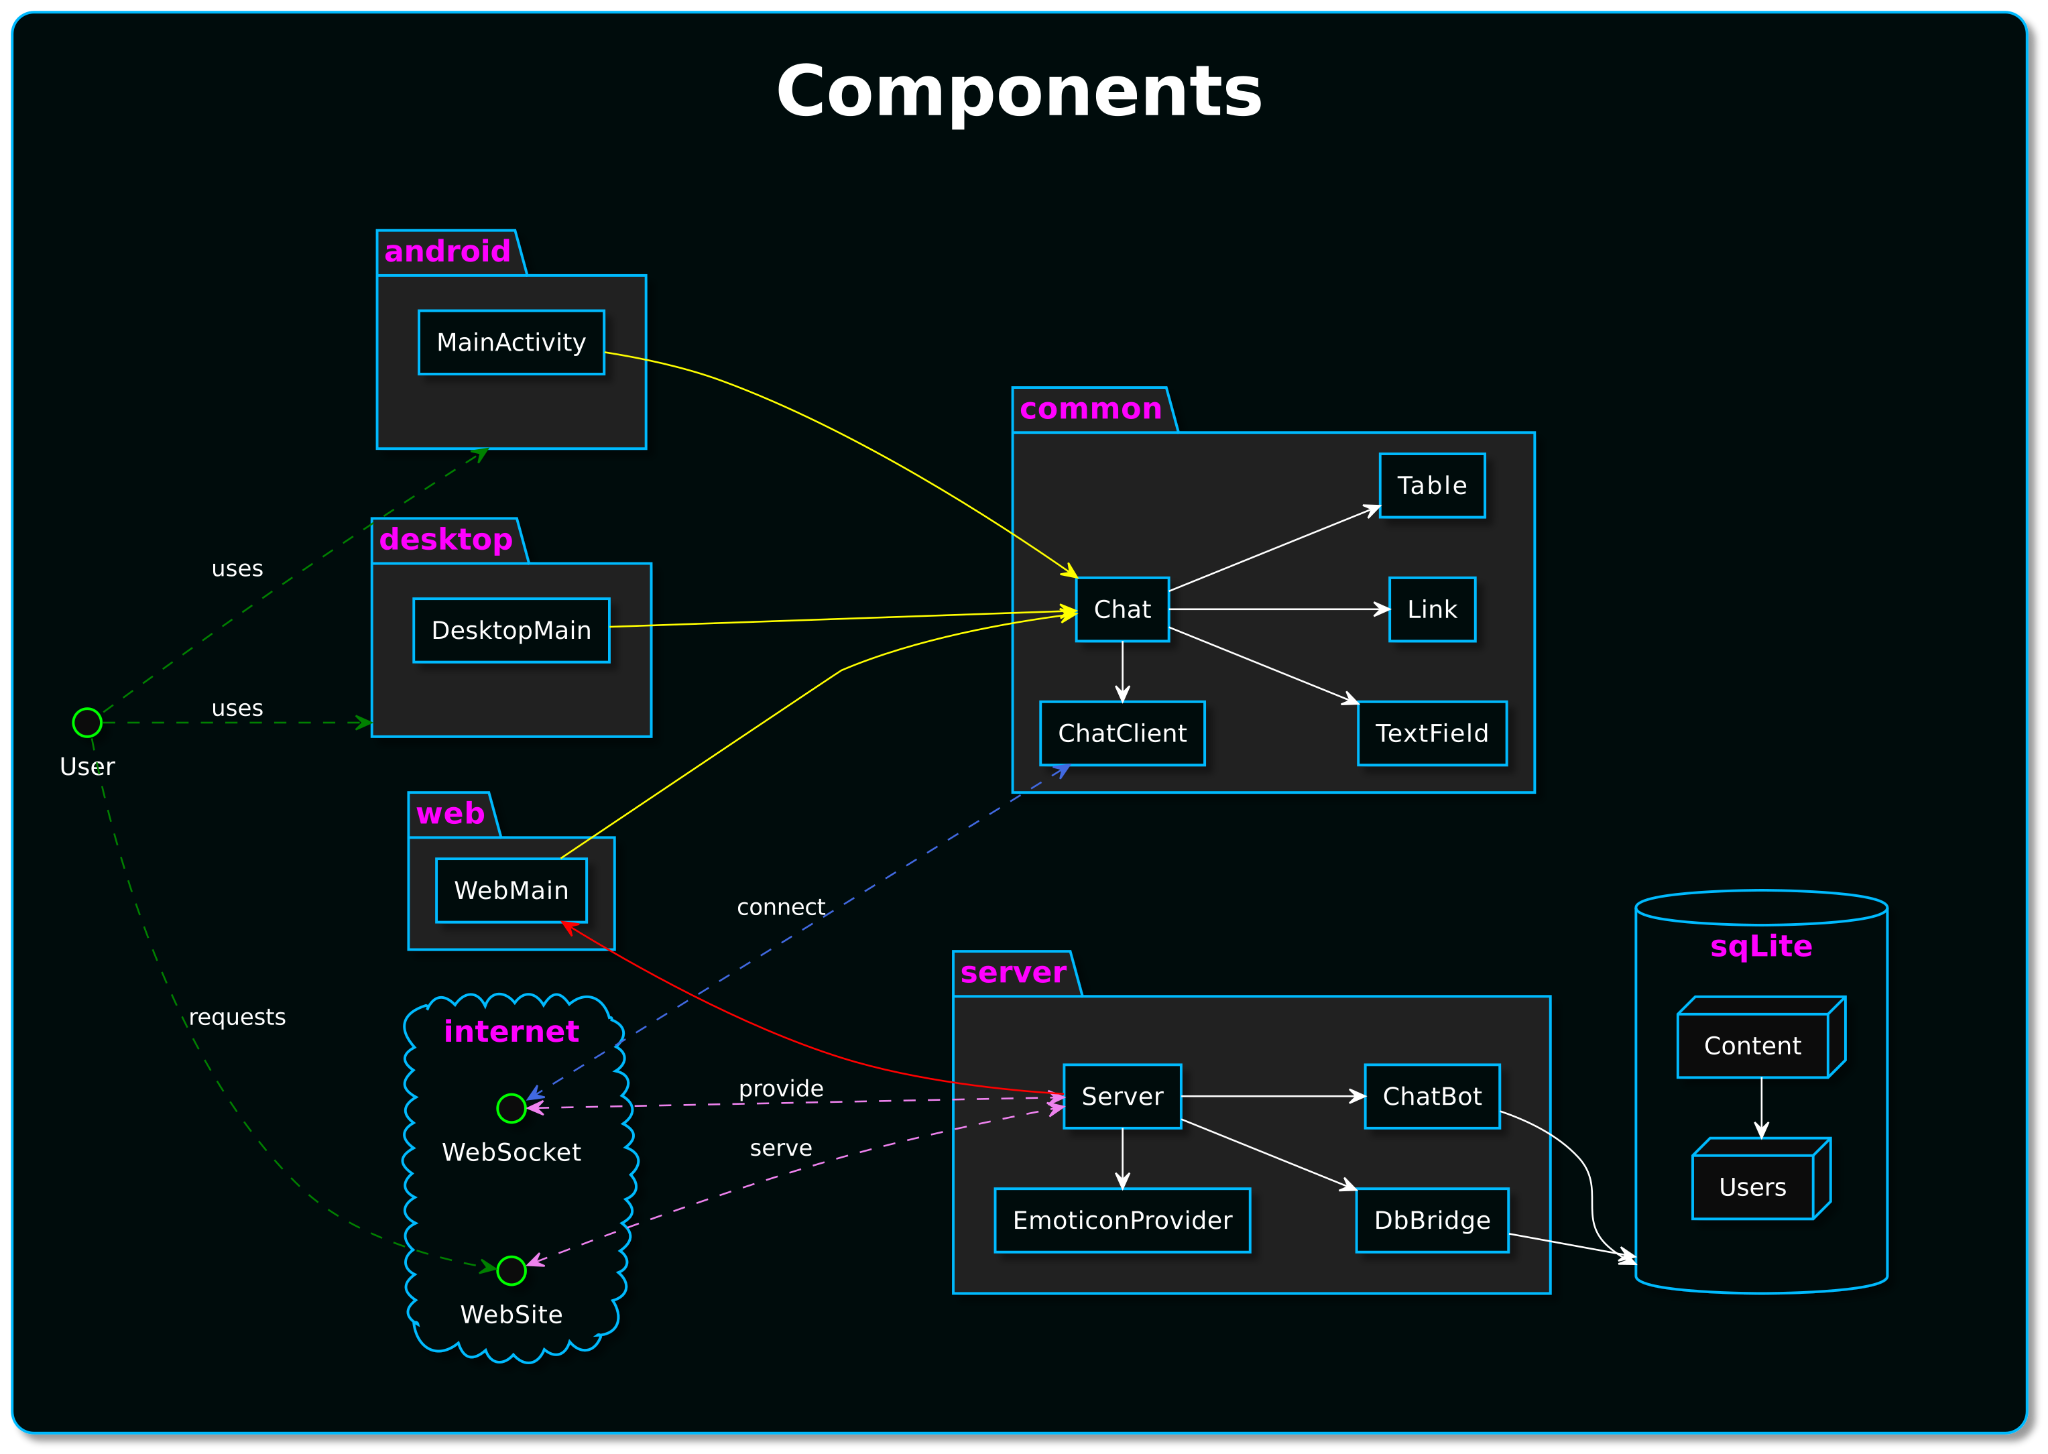 Components
android
MainActivity
common
Table
desktop
uses
DesktopMain
Chat
Link
uses
User
ChatClient
TextField
web
WebMain
connect
sqLite
server
requests
internet
Content
provide
Server
ChatBot
WebSocket
serve
Users
EmoticonProvider
DbBridge
WebSite